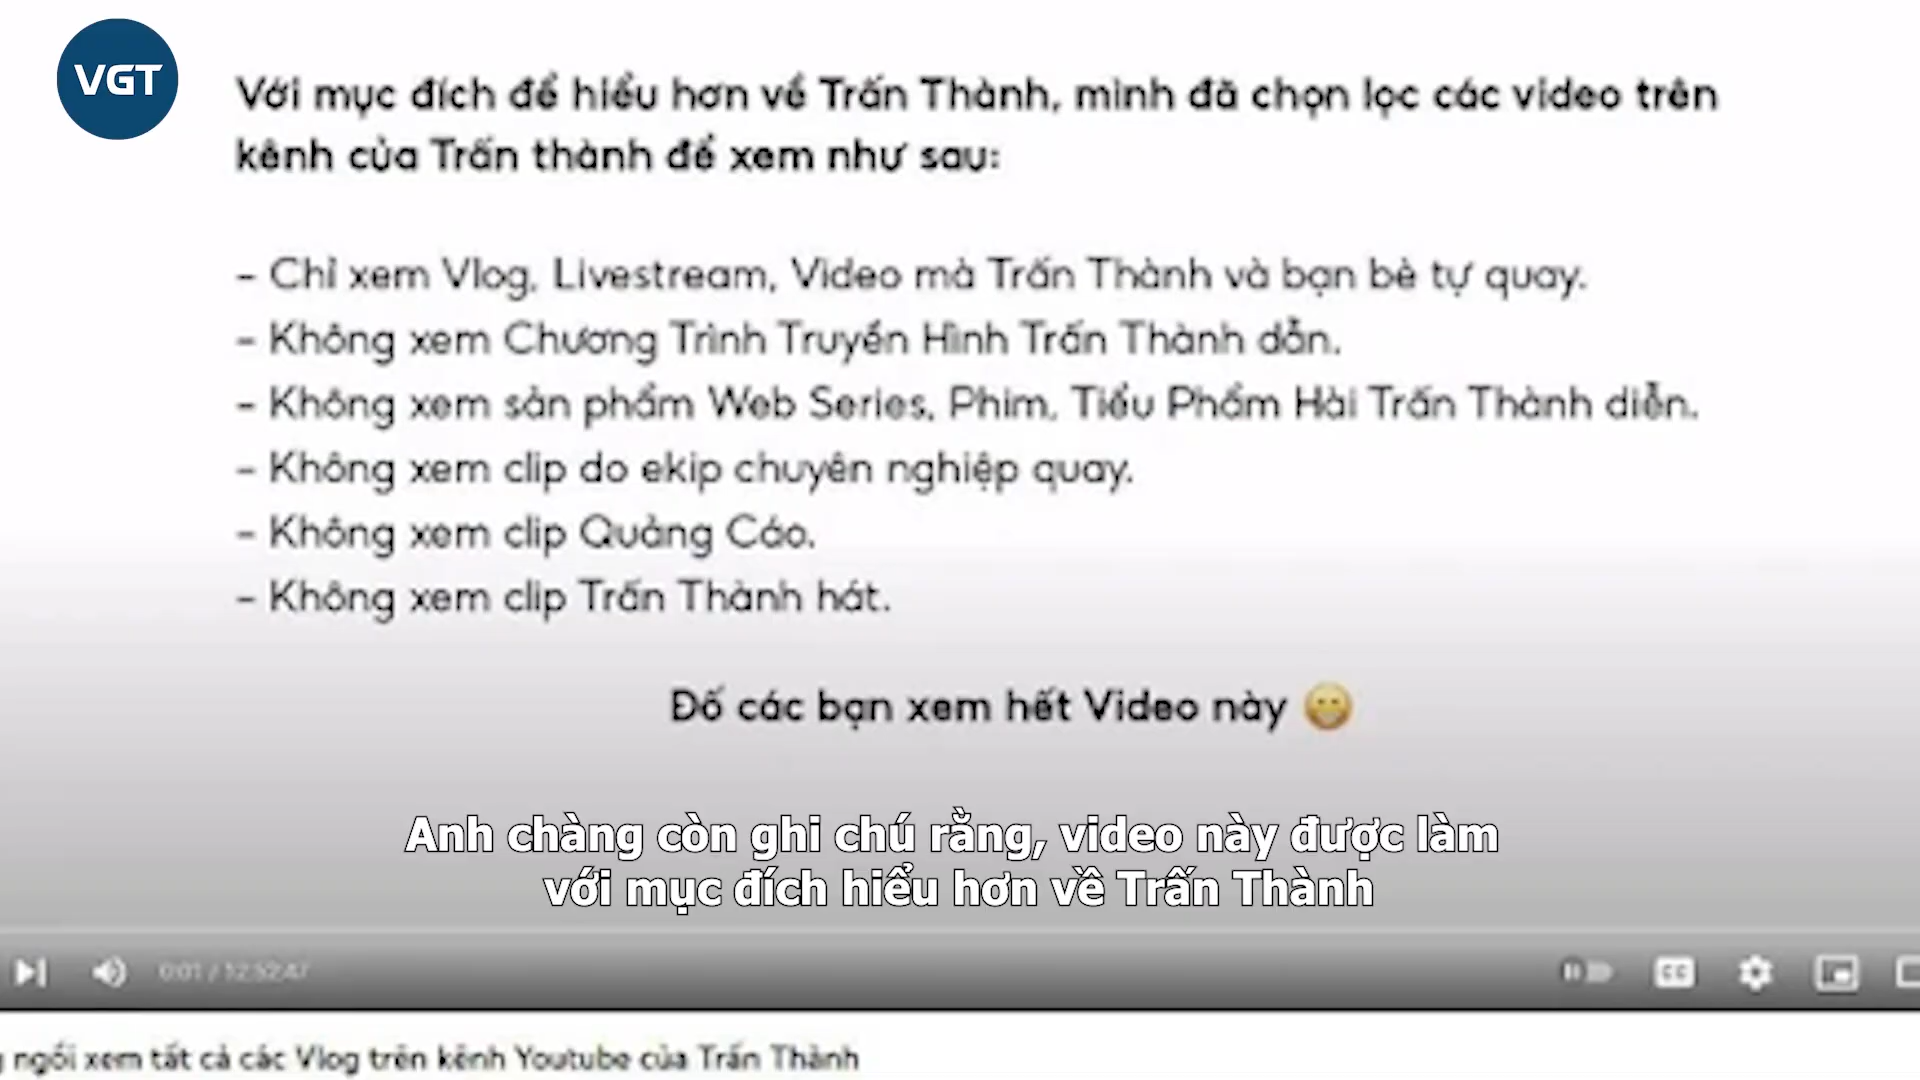 VGT
Với mục đích để hiểu hơn về Trấn Thành, mình đã chọn lọc các video trên
kênh của Trấn thành để xem như sau:
- Chỉ xem Vlog, Livestream, Video mà Trấn Thành và bạn bè tự quay.
- Không xem Chương Trình Truyền Hình Trấn Thành dẫn.
- Không xem sản phẩm Web Series, Phim, Tiểu Phẩm Hài Trấn Thành diễn.
- Không xem clip do ekip chuyên nghiệp quay.
- Không xem clip Quảng Cáo.
- Không xem clip Trấn Thành hát.
Đố các bạn xem hết Video này 😁
Anh chàng còn ghi chú rằng, video này được làm
với mục đích hiểu hơn về Trấn Thành
0:01 / 12:52:47
CC
ngồi xem tất cả các Vlog trên kênh Youtube của Trấn Thành